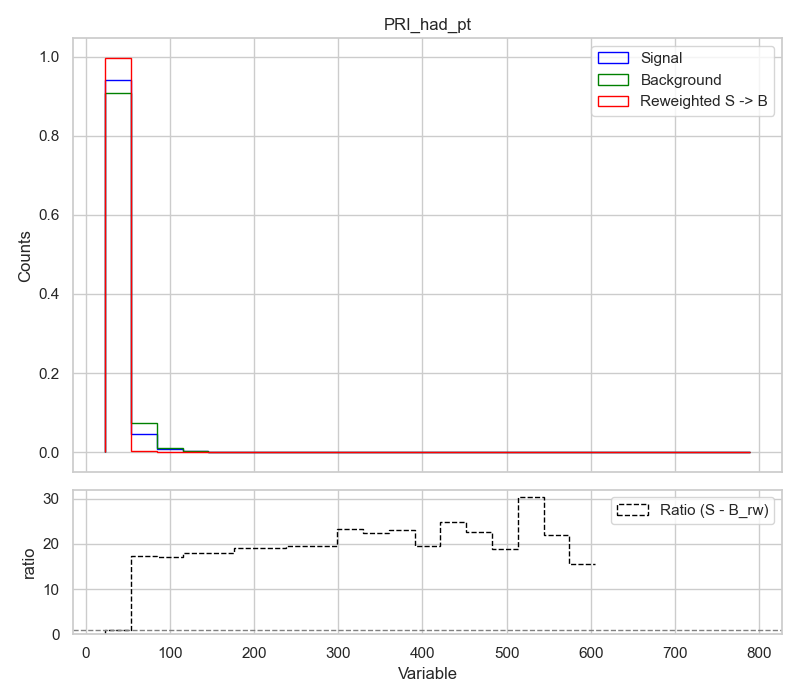 PRI_had_pt
1.0
0.8
0.6
0.4
0.2
0.0
Counts
Signal
Background
Reweighted S -> B
30
20
10
0
ratio
Ratio (S - B_rw)
0 100 200 300 400 500 600 700 800
Variable